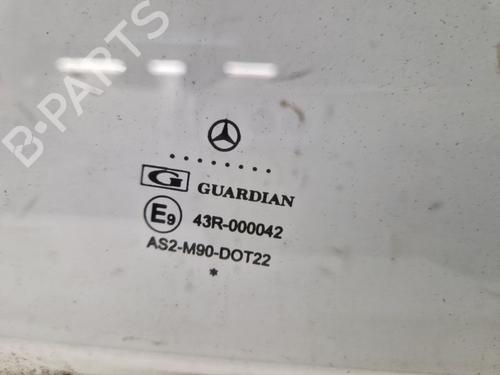 B-PARTS
. . . . . . . .
G GUARDIAN
E9 43R-000042
AS2-M90-DOT22
*